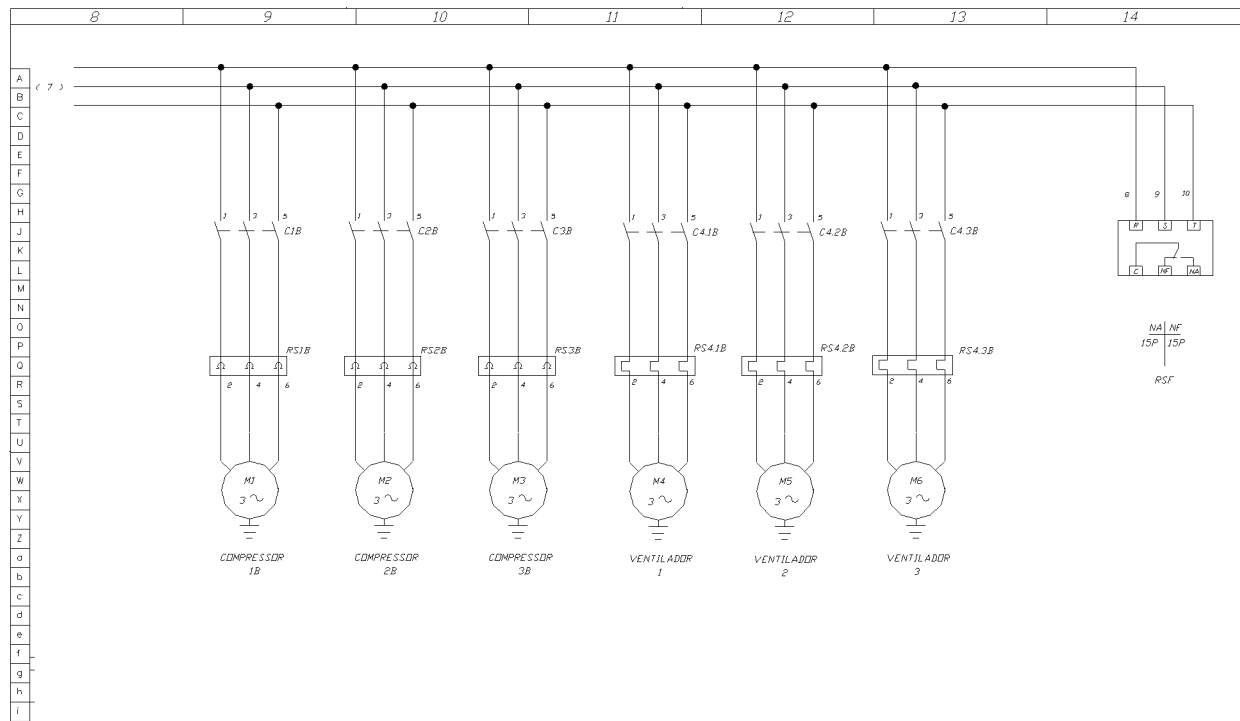 8 9 10 11 12 13 14
A
( 7 )
B
C
D
E
F
G
8 9 10
H
1 3 5 1 3 5 1 3 5 1 3 5 1 3 5 1 3 5
R S T
J
C1B C2B C3B C4.1B C4.2B C4.3B
K
L
C NF NA
M
N
O
NA NF
P
15P 15P
RS1B RS2B RS3B RS4.1B RS4.2B RS4.3B
Q
R
2 4 6 2 4 6 2 4 6 2 4 6 2 4 6 2 4 6
RSF
S
T
U
V
W
M1 M2 M3 M4 M5 M6
X
3 ~ 3 ~ 3 ~ 3 ~ 3 ~ 3 ~
Y
Z
a
COMPRESSOR COMPRESSOR COMPRESSOR VENTILADOR VENTILADOR VENTILADOR
b
1B 2B 3B 1 2 3
c
d
e
f
g
h
i